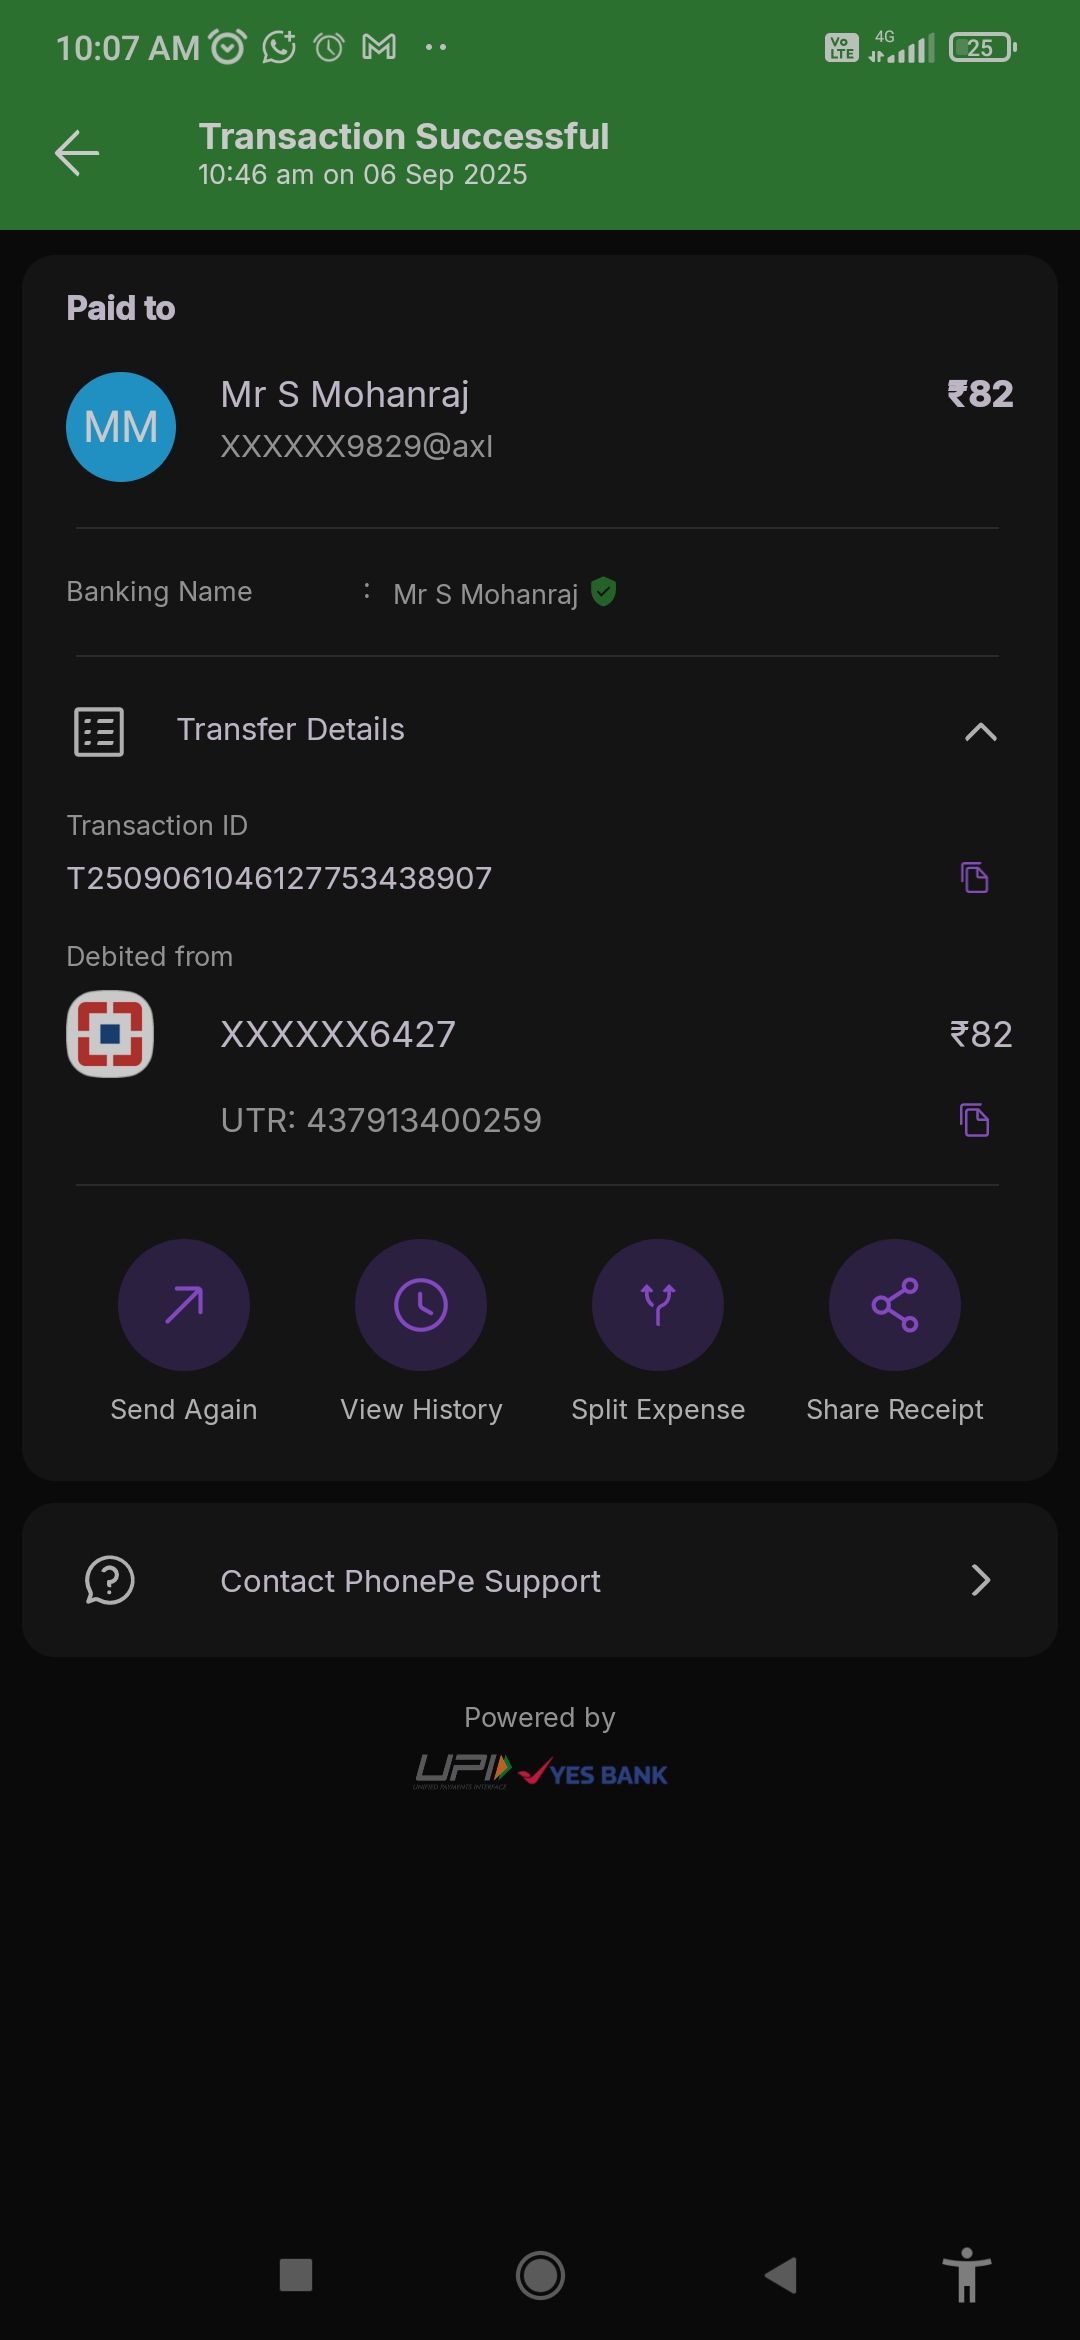 10:07 AM
Vo LTE 4G 25
Transaction Successful
10:46 am on 06 Sep 2025
Paid to
MM
Mr S Mohanraj
₹82
XXXXXX9829@axl
Banking Name : Mr S Mohanraj
Transfer Details
Transaction ID
T2509061046127753438907
Debited from
XXXXXX6427
₹82
UTR: 437913400259
Send Again
View History
Split Expense
Share Receipt
Contact PhonePe Support
Powered by
UPI YES BANK
UNIFIED PAYMENTS INTERFACE